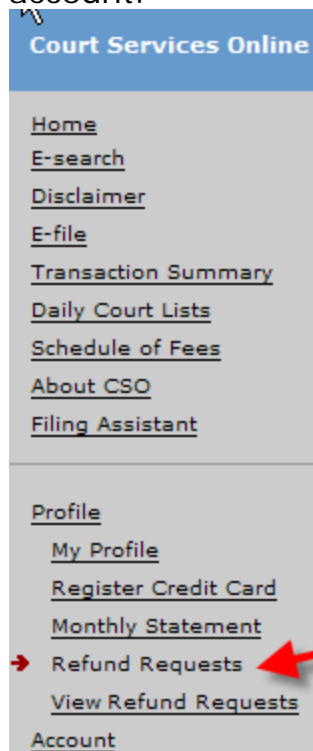 account?
Court Services Online
Home
E-search
Disclaimer
E-file
Transaction Summary
Daily Court Lists
Schedule of Fees
About CSO
Filing Assistant
Profile
My Profile
Register Credit Card
Monthly Statement
Refund Requests
View Refund Requests
Account